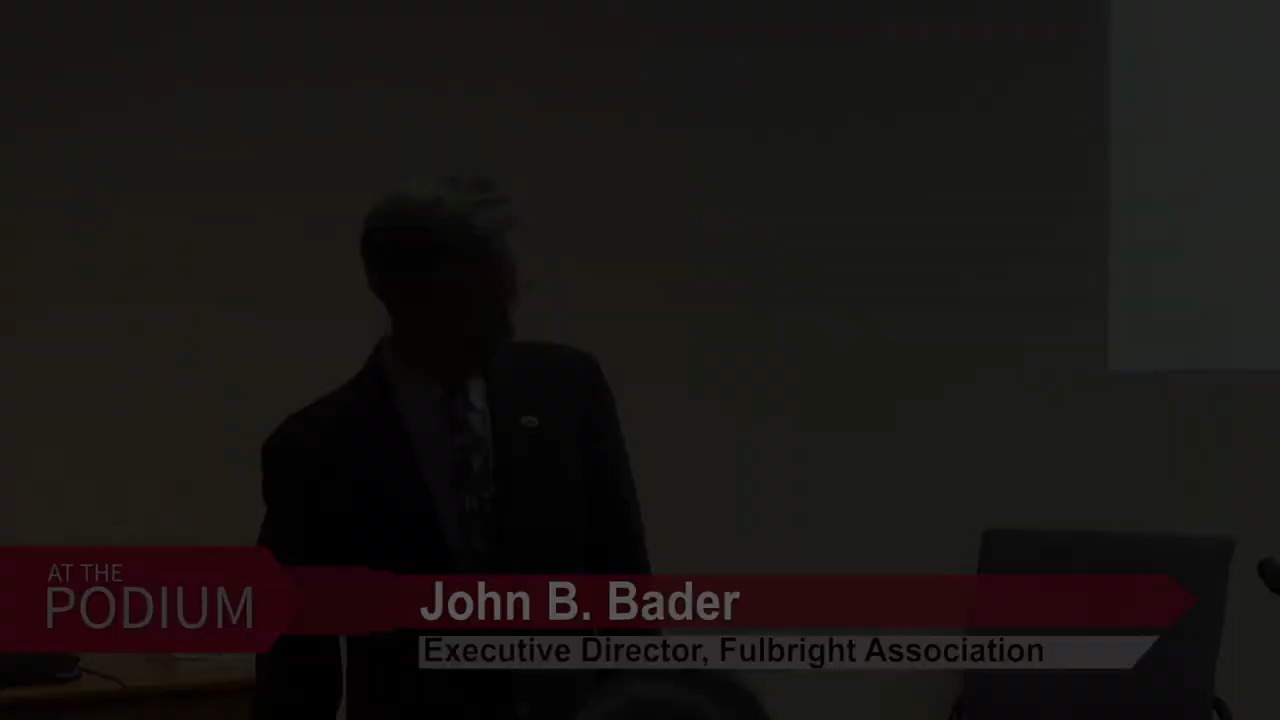 AT THE
PODIUM
John B. Bader
Executive Director, Fulbright Association